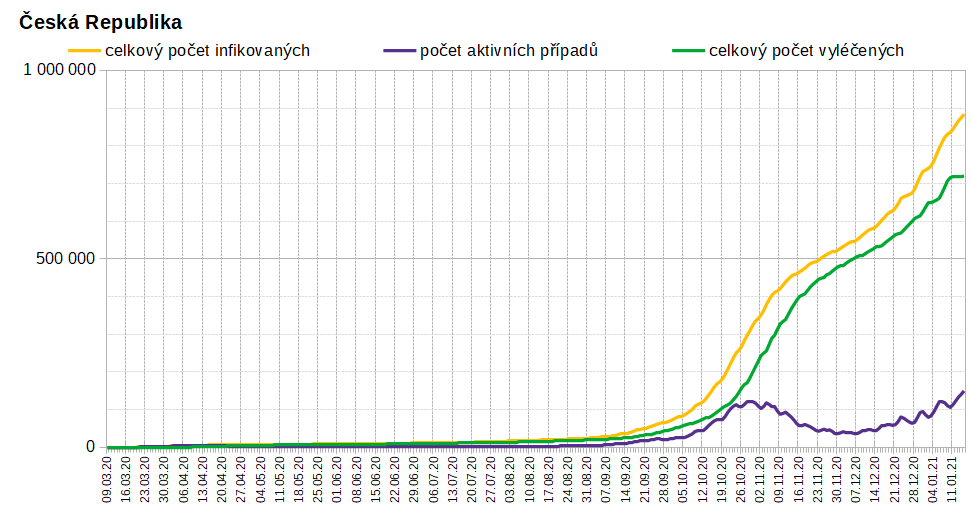 Česká Republika
celkový počet infikovaných počet aktivních případů celkový počet vyléčených
1 000 000
500 000
0
09.03.20 16.03.20 23.03.20 30.03.20 06.04.20 13.04.20 20.04.20 27.04.20 04.05.20 11.05.20 18.05.20 25.05.20 01.06.20 08.06.20 15.06.20 22.06.20 29.06.20 06.07.20 13.07.20 20.07.20 27.07.20 03.08.20 10.08.20 17.08.20 24.08.20 31.08.20 07.09.20 14.09.20 21.09.20 28.09.20 05.10.20 12.10.20 19.10.20 26.10.20 02.11.20 09.11.20 16.11.20 23.11.20 30.11.20 07.12.20 14.12.20 21.12.20 28.12.20 04.01.21 11.01.21